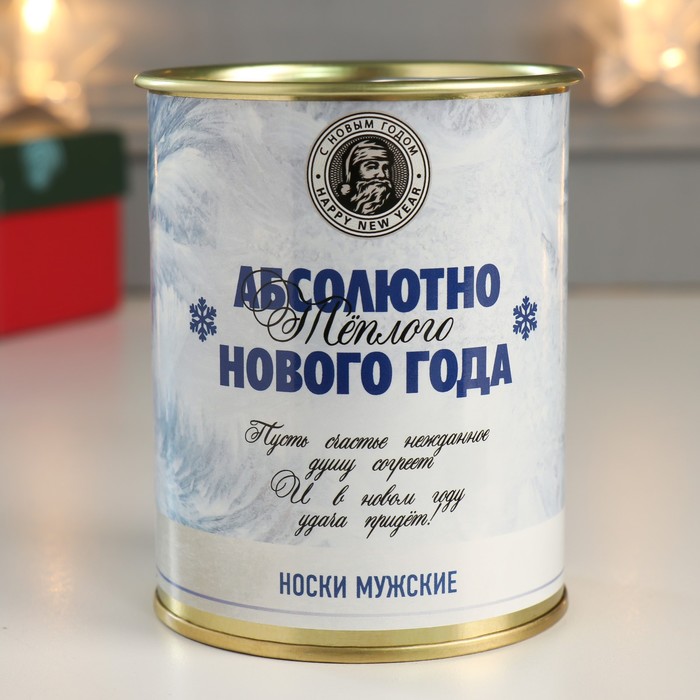 С НОВЫМ ГОДОМ
HAPPY NEW YEAR
АБСОЛЮТНО
Тёплого
НОВОГО ГОДА
Пусть счастье нежданное
душу согреет
И в новом году
удача придёт!
НОСКИ МУЖСКИЕ